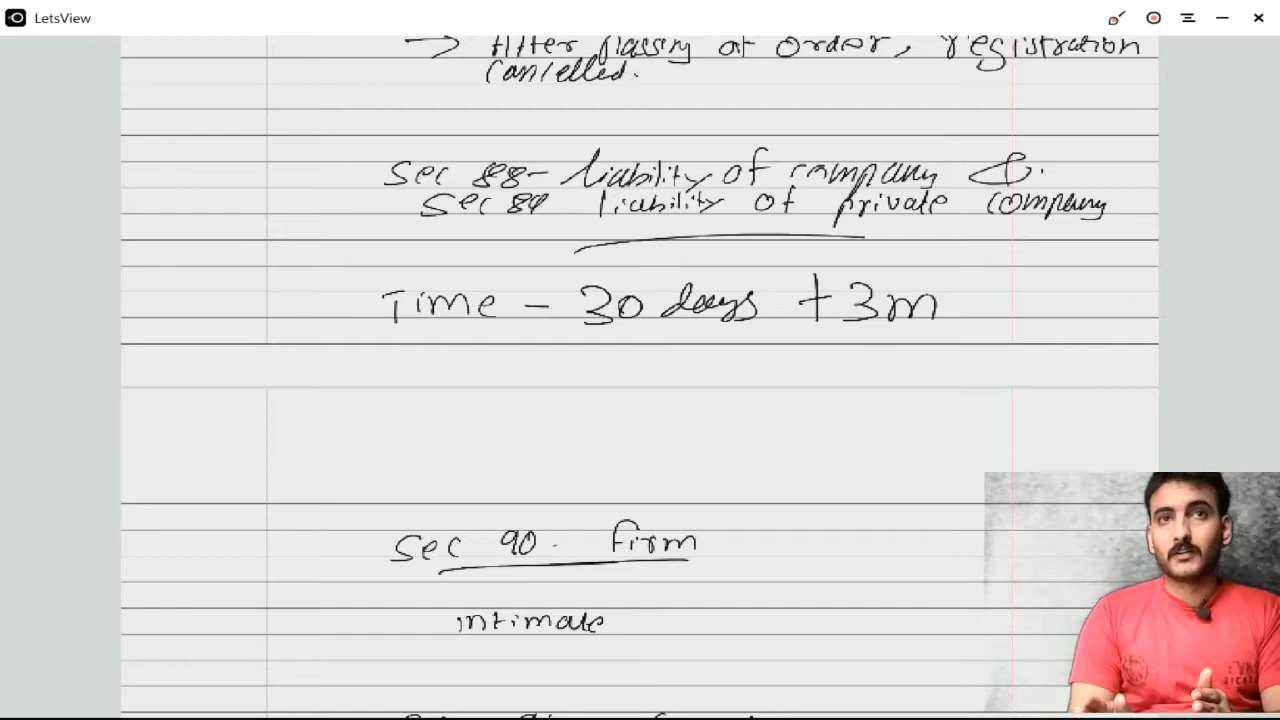 LetsView
→ After passing of order, registration
cancelled.
Sec 88- liability of company &.
Sec 89 liability of private company
Time - 30 days + 3m
Sec 90. firm
intimate